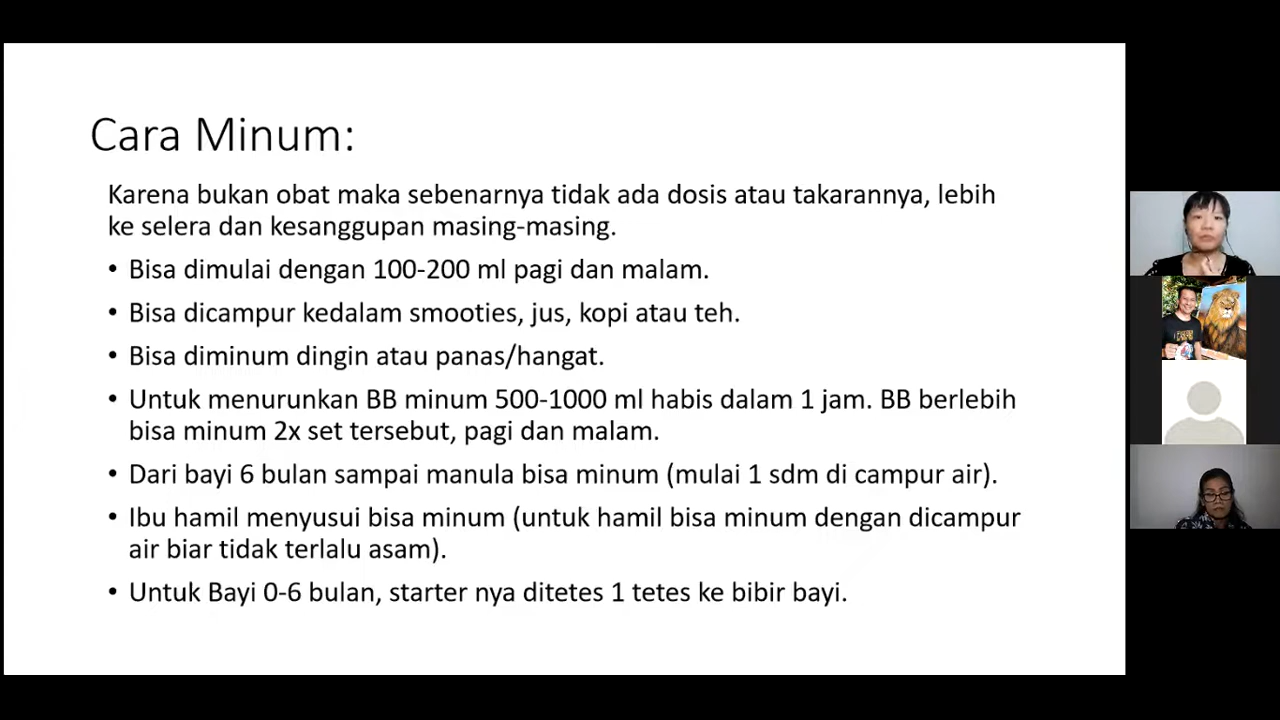 Cara Minum:
Karena bukan obat maka sebenarnya tidak ada dosis atau takarannya, lebih
ke selera dan kesanggupan masing-masing.
• Bisa dimulai dengan 100-200 ml pagi dan malam.
• Bisa dicampur kedalam smooties, jus, kopi atau teh.
• Bisa diminum dingin atau panas/hangat.
• Untuk menurunkan BB minum 500-1000 ml habis dalam 1 jam. BB berlebih
bisa minum 2x set tersebut, pagi dan malam.
• Dari bayi 6 bulan sampai manula bisa minum (mulai 1 sdm di campur air).
• Ibu hamil menyusui bisa minum (untuk hamil bisa minum dengan dicampur
air biar tidak terlalu asam).
• Untuk Bayi 0-6 bulan, starter nya ditetes 1 tetes ke bibir bayi.